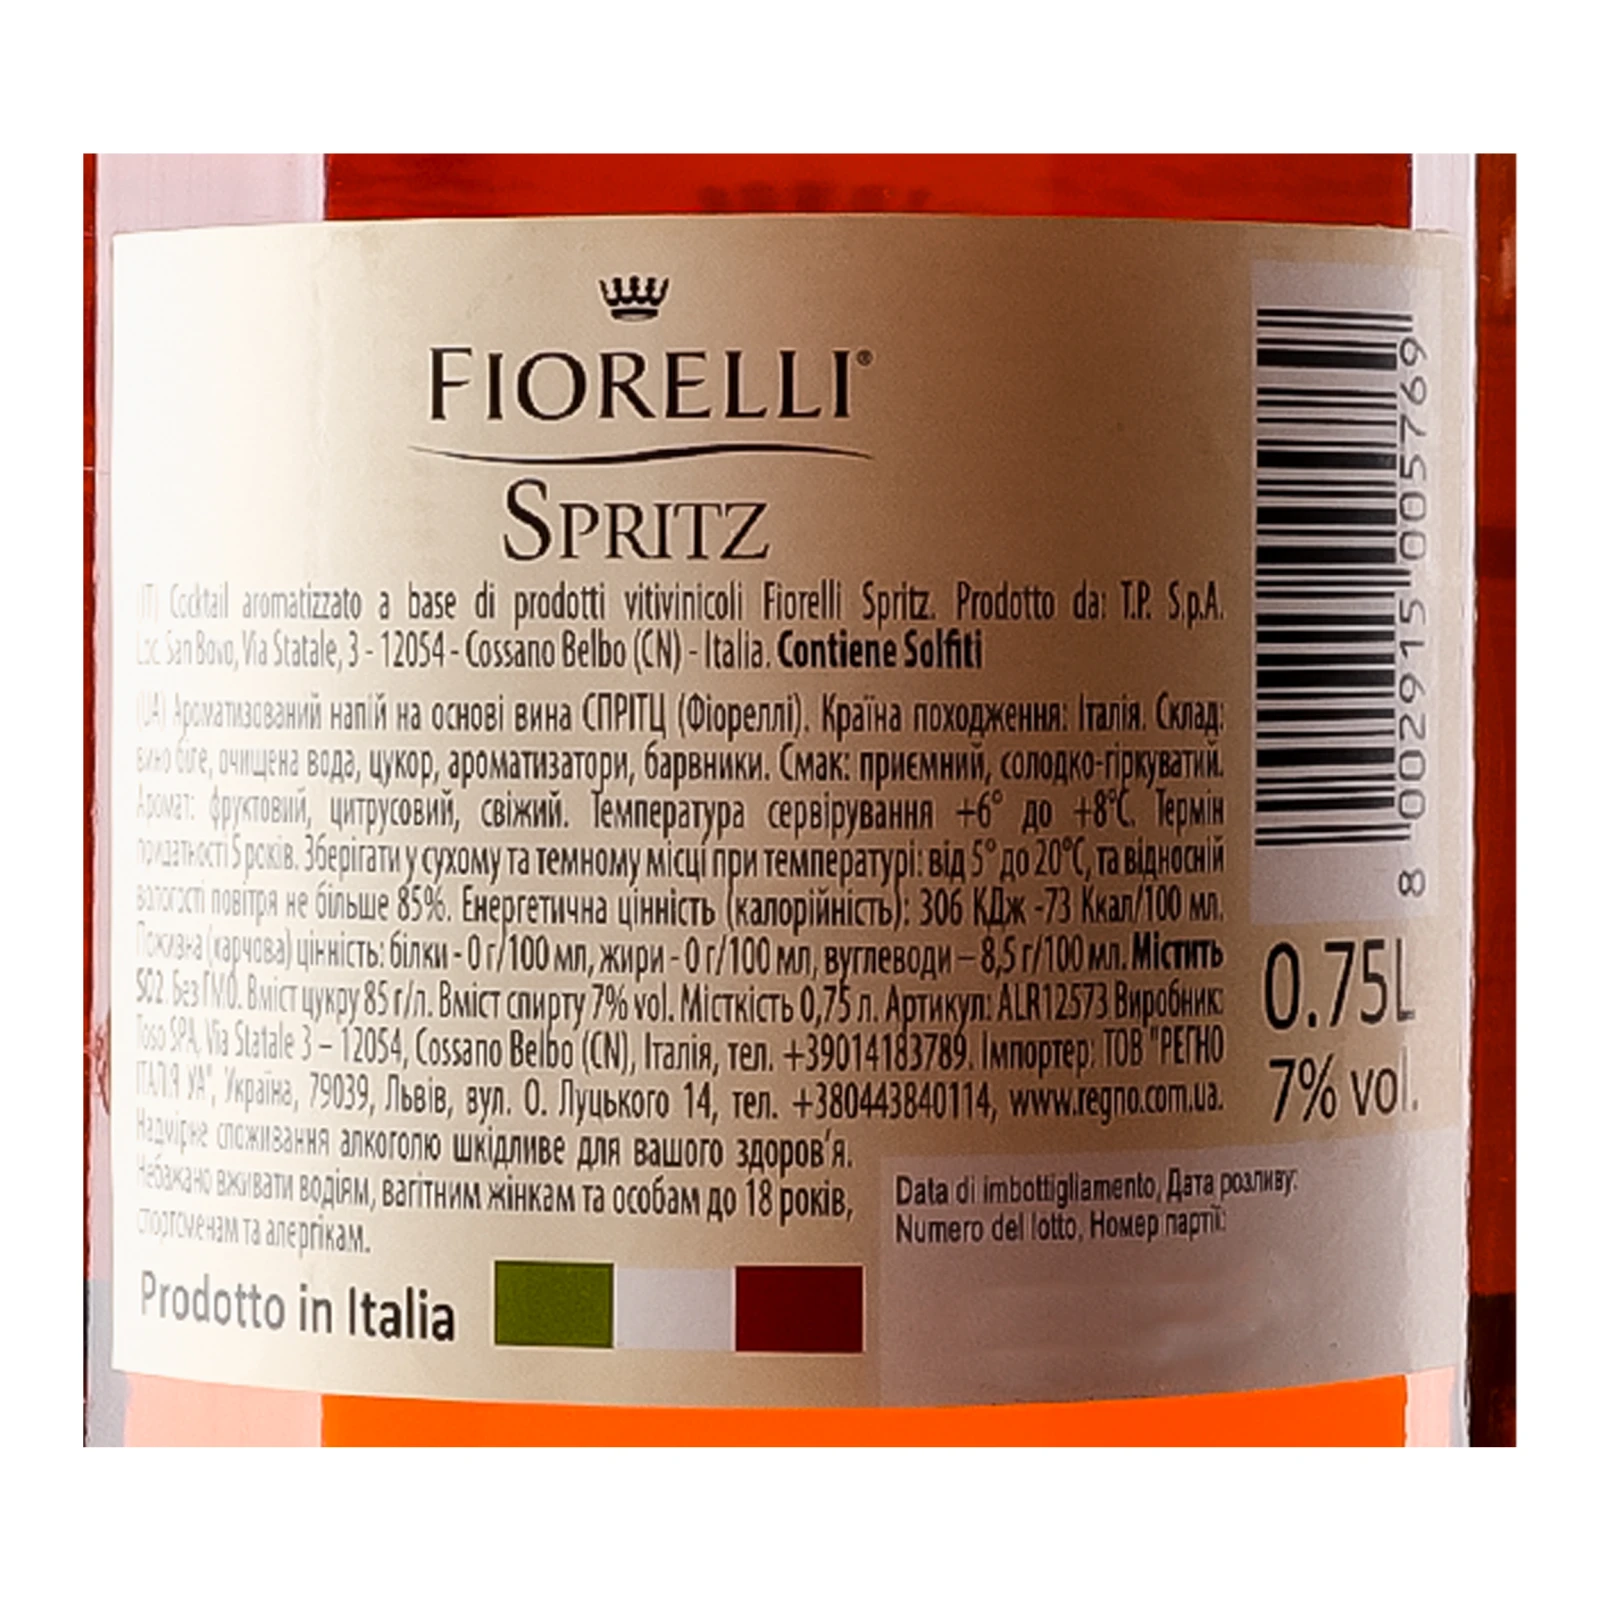 FIORELLI®
SPRITZ
(IT) Cocktail aromatizzato a base di prodotti vitivinicoli Fiorelli Spritz. Prodotto da: T.P. S.p.A.
Loc. San Bovo, Via Statale, 3 - 12054 - Cossano Belbo (CN) - Italia. Contiene Solfiti
(UA) Ароматизований напій на основі вина СПРІТЦ (Фіореллі). Країна походження: Італія. Склад:
вино біле, очищена вода, цукор, ароматизатори, барвники. Смак: приємний, солодко-гіркуватий.
Аромат: фруктовий, цитрусовий, свіжий. Температура сервірування +6° до +8°С. Термін
придатності 5 років. Зберігати у сухому та темному місці при температурі: від 5° до 20°С, та відносній
вологості повітря не більше 85%. Енергетична цінність (калорійність): 306 КДж -73 Ккал/100 мл.
Поживна (харчова) цінність: білки - 0 г/100 мл, жири - 0 г/100 мл, вуглеводи – 8,5 г/100 мл. Містить
SO2. Без ГМО. Вміст цукру 85 г/л. Вміст спирту 7% vol. Місткість 0,75 л. Артикул: ALR12573 Виробник:
Toso SPA, Via Statale 3 – 12054, Cossano Belbo (CN), Італія, тел. +39014183789. Імпортер: ТОВ "РЕГНО
ІТАЛІЯ УА", Україна, 79039, Львів, вул. О. Луцького 14, тел. +380443840114, www.regno.com.ua.
Надмірне споживання алкоголю шкідливе для вашого здоров'я.
Небажано вживати водіям, вагітним жінкам та особам до 18 років,
спортсменам та алергікам.
Prodotto in Italia
8 002915 005769
0.75L
7% vol.
Data di imbottigliamento, Дата розливу:
Numero del lotto, Номер партії: